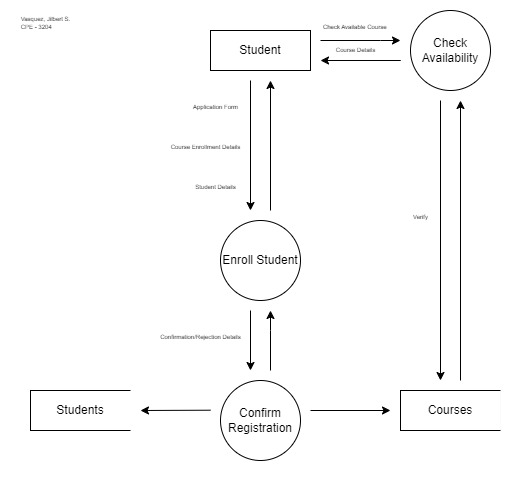 Vasquez, Jilbert S.
CPE - 3204
Student
Check Available Course
Course Details
Check
Availability
Application Form
Course Enrollment Details
Student Details
Verify
Enroll Student
Confirmation/Rejection Details
Students
Confirm
Registration
Courses